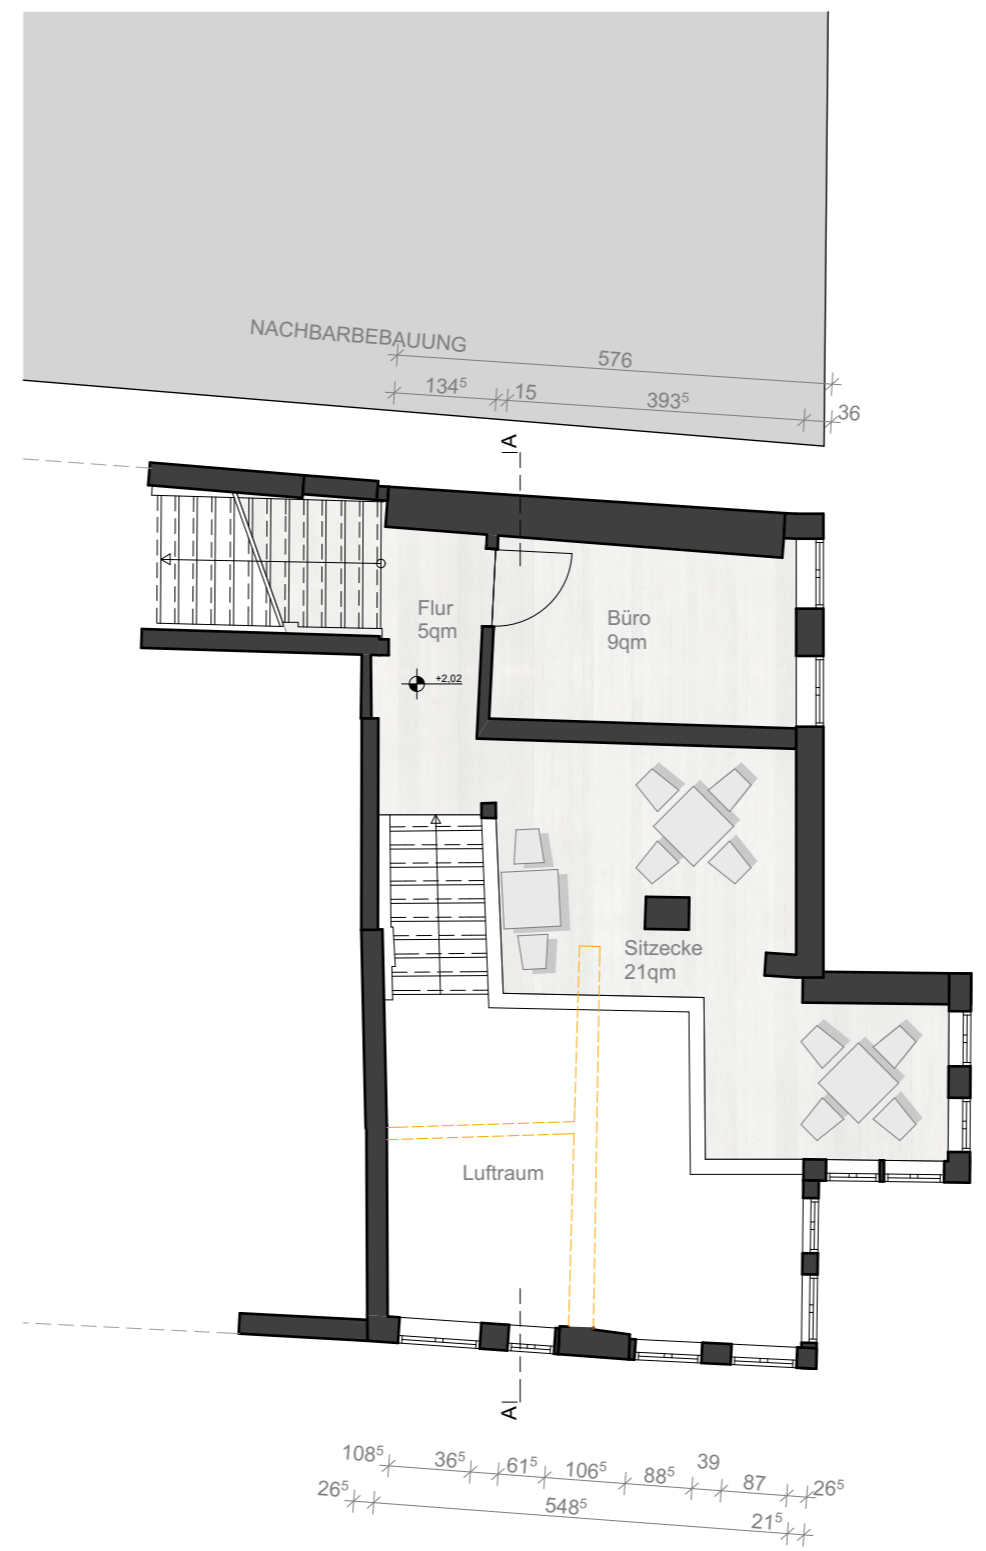 NACHBARBEBAUUNG
576
134⁵
15
393⁵
36
A
Flur
5qm
Büro
9qm
+2,02
Sitzecke
21qm
Luftraum
A
108⁵
36⁵
61⁵
106⁵
88⁵
39
87
26⁵
26⁵
548⁵
21⁵